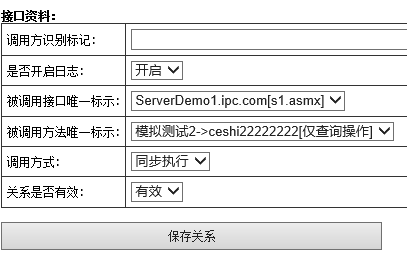 接口资料:
调用方识别标记:
是否开启日志: 开启
被调用接口唯一标示: ServerDemo1.ipc.com[s1.asmx]
被调用方法唯一标示: 模拟测试2->ceshi22222222[仅查询操作]
调用方式: 同步执行
关系是否有效: 有效
保存关系